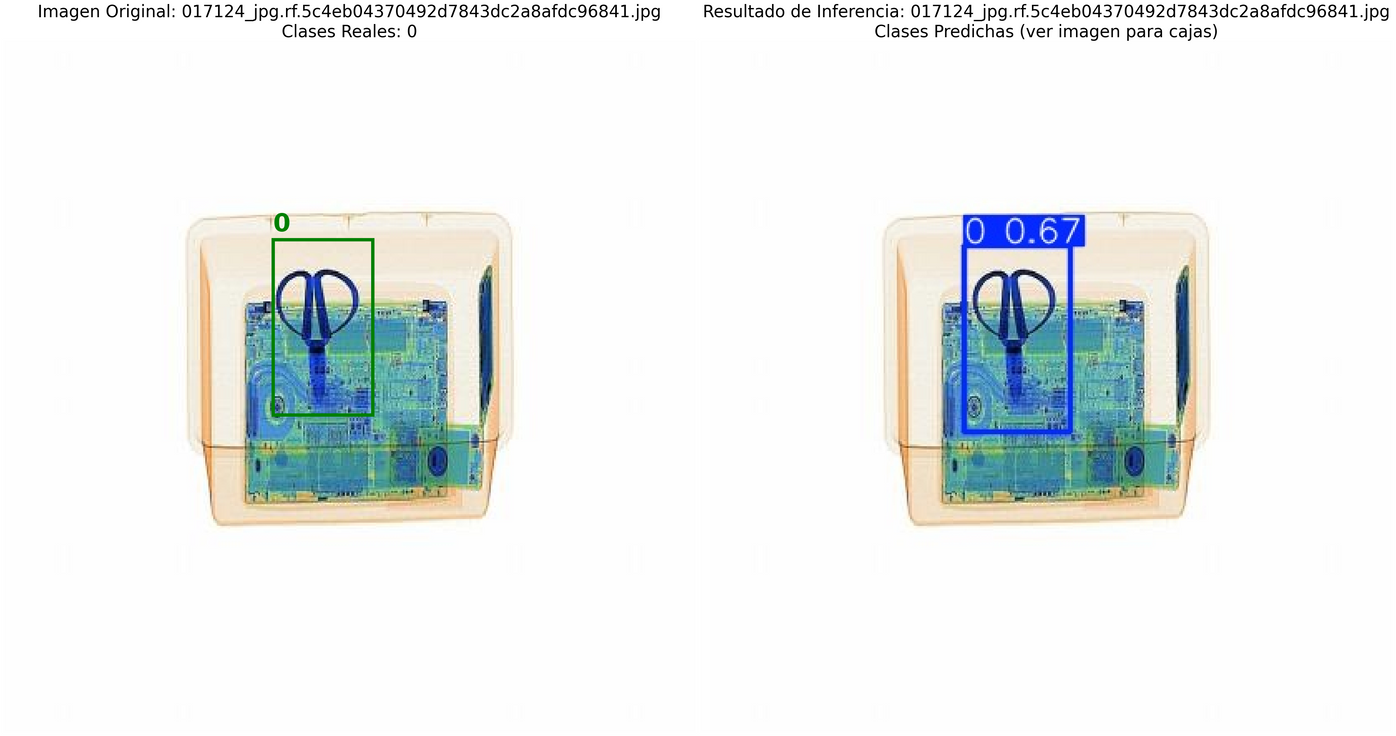 Imagen Original: 017124_jpg.rf.5c4eb04370492d7843dc2a8afdc96841.jpg
Clases Reales: 0
0
Resultado de Inferencia: 017124_jpg.rf.5c4eb04370492d7843dc2a8afdc96841.jpg
Clases Predichas (ver imagen para cajas)
0 0.67